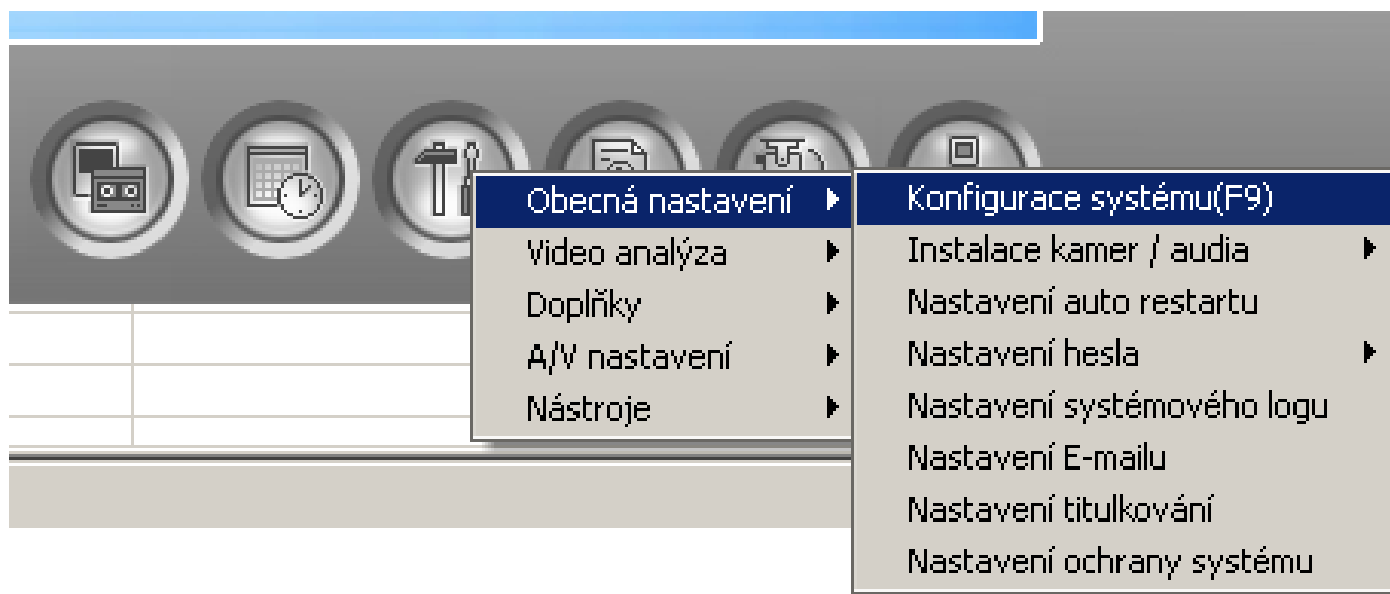 Obecná nastavení
Video analýza
Doplňky
A/V nastavení
Nástroje
Konfigurace systému(F9)
Instalace kamer / audia
Nastavení auto restartu
Nastavení hesla
Nastavení systémového logu
Nastavení E-mailu
Nastavení titulkování
Nastavení ochrany systému